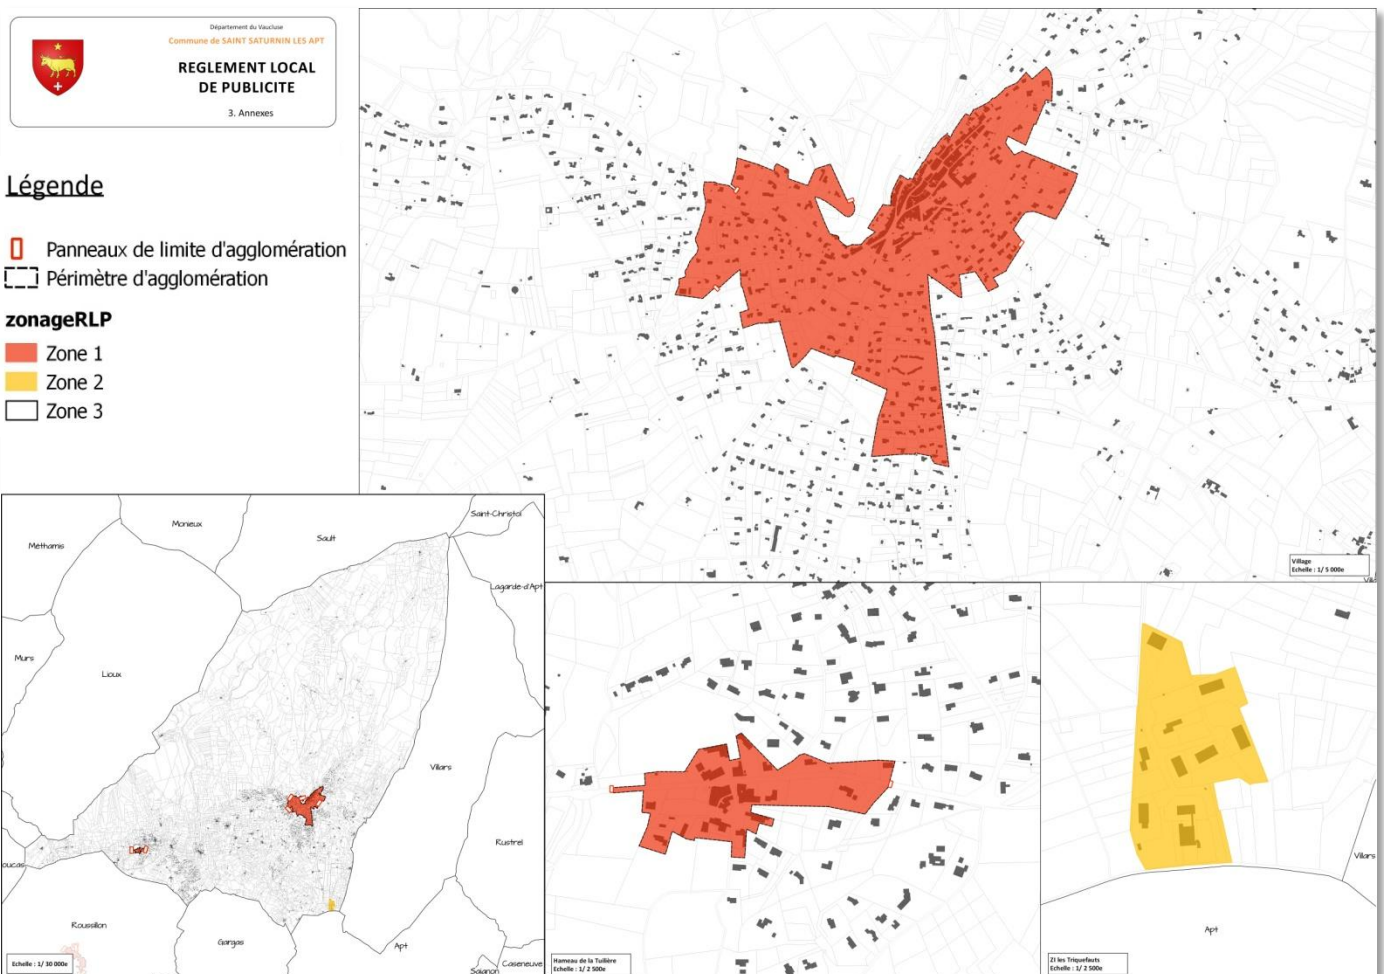 Département du Vaucluse
Commune de SAINT SATURNIN LES APT
REGLEMENT LOCAL
DE PUBLICITE
3. Annexes
Légende
Panneaux de limite d'agglomération
Périmètre d'agglomération
zonageRLP
Zone 1
Zone 2
Zone 3
Village
Echelle : 1/ 5 000e
Saint-Christol
Monieux
Sault
Méthamis
Lagarde-d'Apt
Murs
Lioux
Villars
Rustrel
oucas
Roussillon
Gargas
Apt
Caseneuve
Saignon
Echelle : 1/ 30 000e
Hameau de la Tuilière
Echelle : 1/ 2 500e
Villars
Apt
ZI les Triquefauts
Echelle : 1/ 2 500e